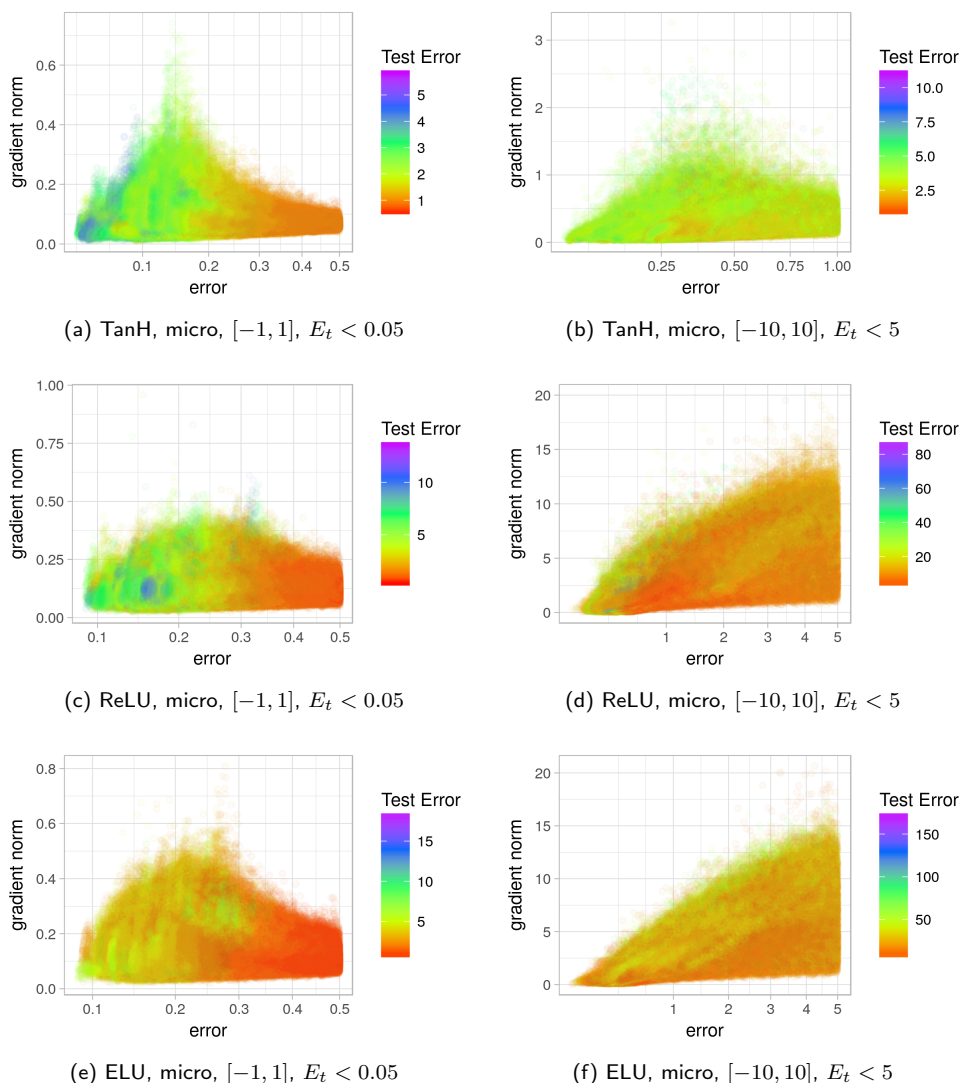 gradient norm
0.6
0.4
0.2
0.0
0.1 0.2 0.3 0.4 0.5
error
Test Error
5
4
3
2
1
(a) TanH, micro, [−1, 1], E_t < 0.05
gradient norm
3
2
1
0
0.25 0.50 0.75 1.00
error
Test Error
10.0
7.5
5.0
2.5
(b) TanH, micro, [−10, 10], E_t < 5
gradient norm
1.00
0.75
0.50
0.25
0.00
0.1 0.2 0.3 0.4 0.5
error
Test Error
10
5
(c) ReLU, micro, [−1, 1], E_t < 0.05
gradient norm
20
15
10
5
0
1 2 3 4 5
error
Test Error
80
60
40
20
(d) ReLU, micro, [−10, 10], E_t < 5
gradient norm
0.8
0.6
0.4
0.2
0.0
0.1 0.2 0.3 0.4 0.5
error
Test Error
15
10
5
(e) ELU, micro, [−1, 1], E_t < 0.05
gradient norm
20
15
10
5
0
1 2 3 4 5
error
Test Error
150
100
50
(f) ELU, micro, [−10, 10], E_t < 5